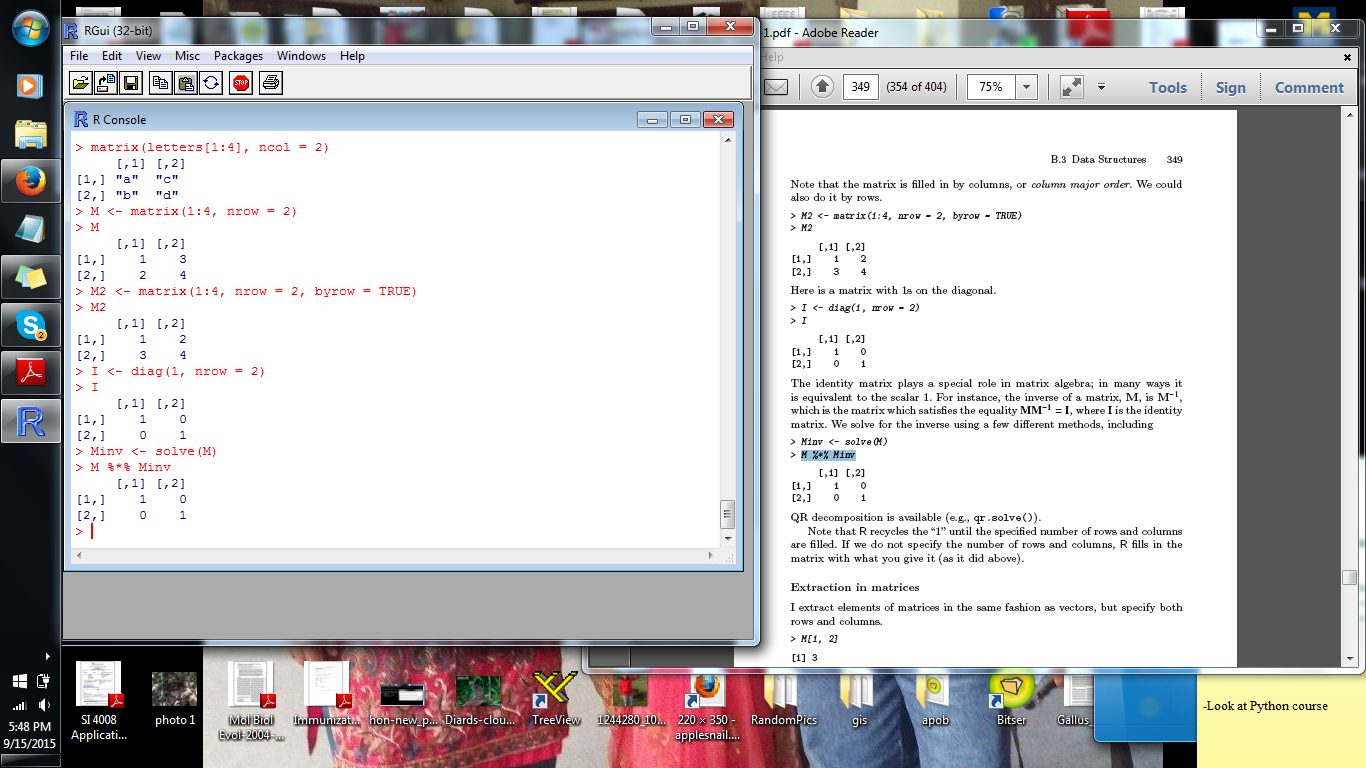 RGui (32-bit)
File Edit View Misc Packages Windows Help
STOP
R Console
> matrix(letters[1:4], ncol = 2)
[,1] [,2]
[1,] "a" "c"
[2,] "b" "d"
> M <- matrix(1:4, nrow = 2)
> M
[,1] [,2]
[1,] 1 3
[2,] 2 4
> M2 <- matrix(1:4, nrow = 2, byrow = TRUE)
> M2
[,1] [,2]
[1,] 1 2
[2,] 3 4
> I <- diag(1, nrow = 2)
> I
[,1] [,2]
[1,] 1 0
[2,] 0 1
> Minv <- solve(M)
> M %*% Minv
[,1] [,2]
[1,] 1 0
[2,] 0 1
>
-1.pdf - Adobe Reader
Help
349 (354 of 404) 75% Tools Sign Comment
B.3 Data Structures 349
Note that the matrix is filled in by columns, or column major order. We could
also do it by rows.
> M2 <- matrix(1:4, nrow = 2, byrow = TRUE)
> M2
[,1] [,2]
[1,] 1 2
[2,] 3 4
Here is a matrix with 1s on the diagonal.
> I <- diag(1, nrow = 2)
> I
[,1] [,2]
[1,] 1 0
[2,] 0 1
The identity matrix plays a special role in matrix algebra; in many ways it
is equivalent to the scalar 1. For instance, the inverse of a matrix, M, is M⁻¹,
which is the matrix which satisfies the equality MM⁻¹ = I, where I is the identity
matrix. We solve for the inverse using a few different methods, including
> Minv <- solve(M)
> M %*% Minv
[,1] [,2]
[1,] 1 0
[2,] 0 1
QR decomposition is available (e.g., qr.solve()).
Note that R recycles the “1” until the specified number of rows and columns
are filled. If we do not specify the number of rows and columns, R fills in the
matrix with what you give it (as it did above).
Extraction in matrices
I extract elements of matrices in the same fashion as vectors, but specify both
rows and columns.
> M[1, 2]
[1] 3
2
5:48 PM
9/15/2015
SI 4008 Applicati...
photo 1
Mol Biol Evol-2004-...
Immunizat...
hon-new_p...
Diards-clou...
TreeView
1244280_10...
220 × 350 - applesnail....
RandomPics
gis
apob
Bitser
Gallus_
-Look at Python course